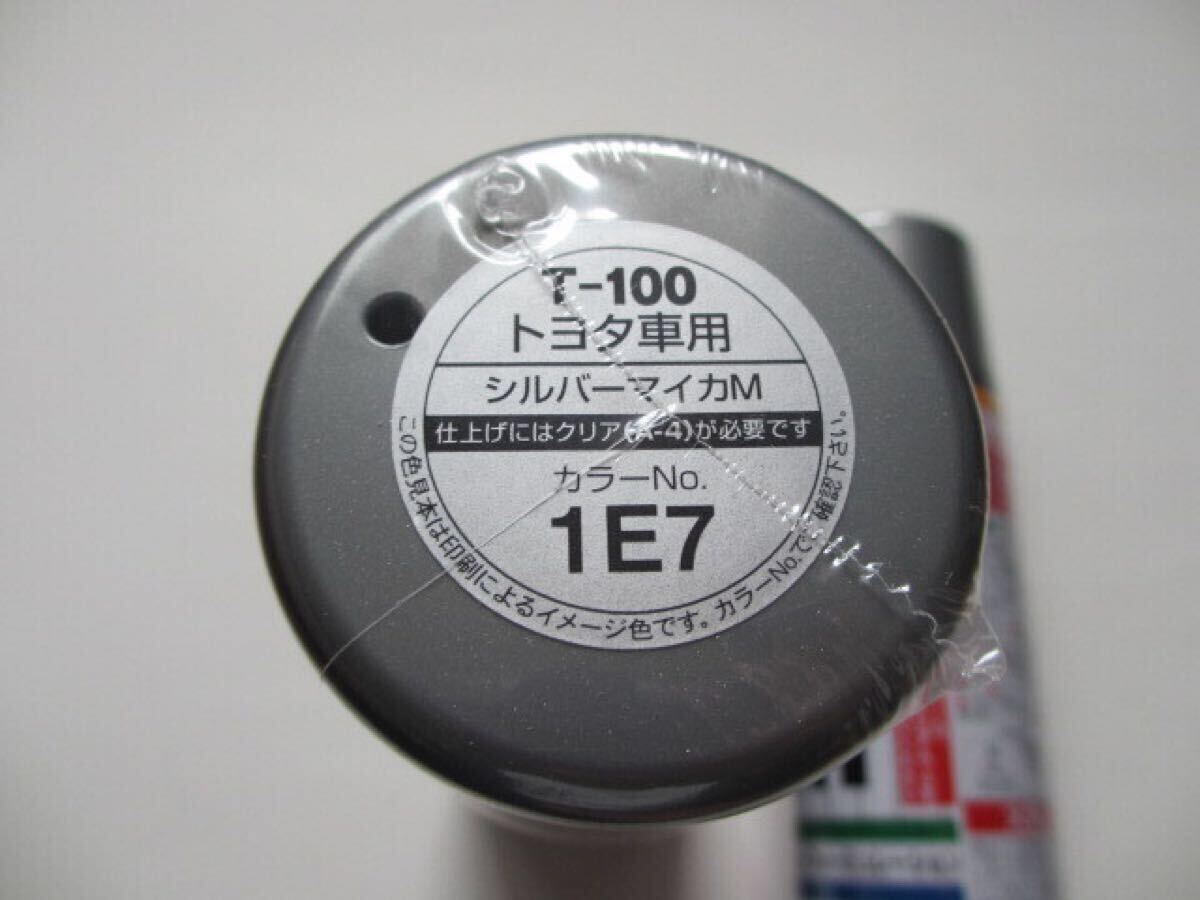 T-100
トヨタ車用
シルバーマイカM
仕上げにはクリア(A-4)が必要です
カラーNo.
1E7
この色見本は印刷によるイメージ色です。カラーNo.でご確認下さい。